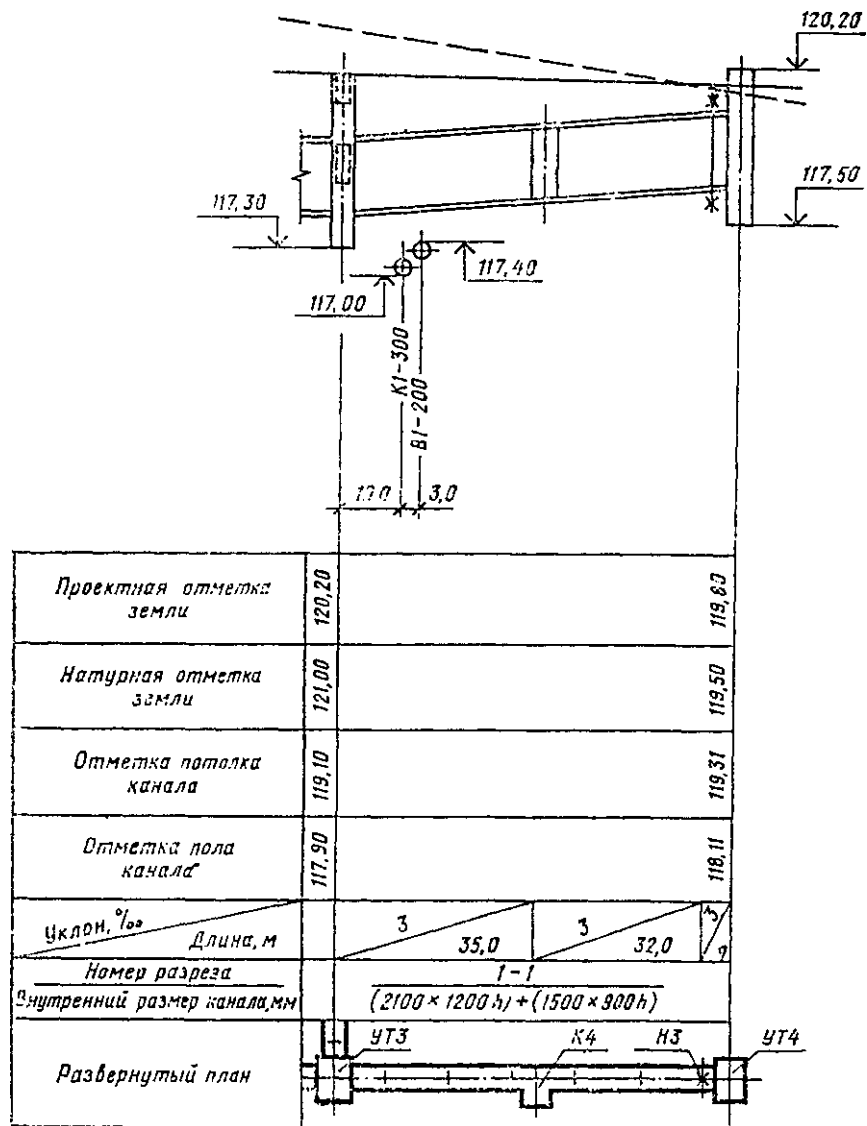 120,20
117,50
117,30
117,40
117,00
К1-300
В1-200
3,0
Проектная отметка
земли
120,20
119,80
Натурная отметка
земли
121,00
119,50
Отметка потолка
канала
119,10
119,31
Отметка пола
канала
117,90
118,11
Уклон, ‰
Длина, м
3
35,0
3
32,0
3
Номер разреза
Внутренний размер канала, мм
1-1
(2100 × 1200 h) + (1500 × 900 h)
Развернутый план
УТ3
К4
Н3
УТ4